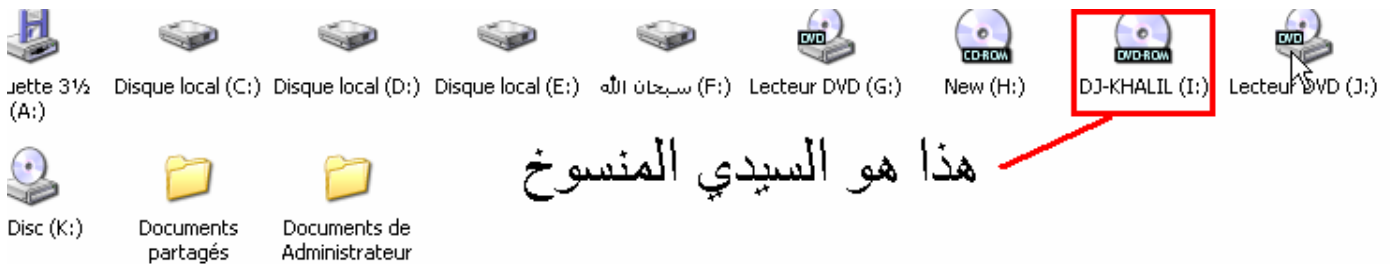 uette 3½ (A:)
Disque local (C:)
Disque local (D:)
Disque local (E:)
سبحان الله (F:)
DVD
Lecteur DVD (G:)
CD-ROM
New (H:)
DVD-ROM
DJ-KHALIL (I:)
DVD
Lecteur DVD (J:)
هذا هو السيدي المنسوخ
Disc (K:)
Documents
partagés
Documents de
Administrateur